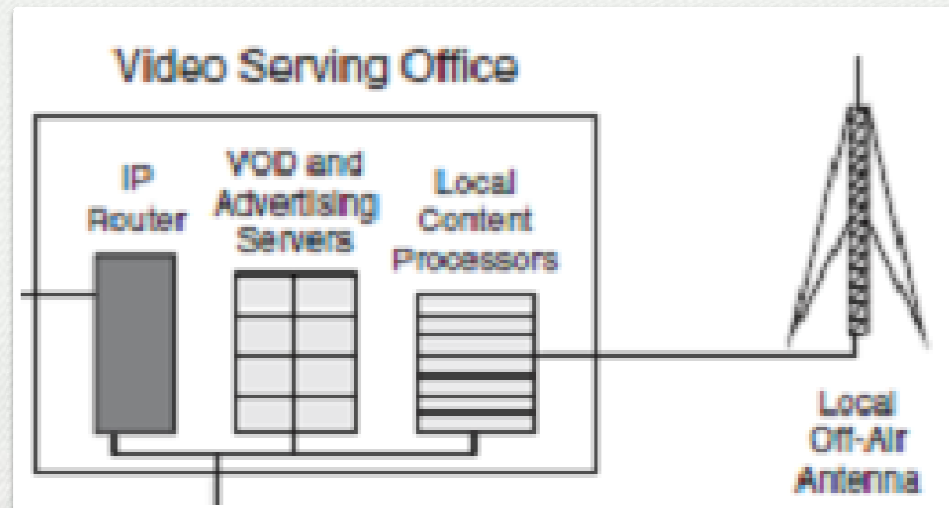 Video Serving Office
IP
Router
VOD and
Advertising
Servers
Local
Content
Processors
Local
Off-Air
Antenna